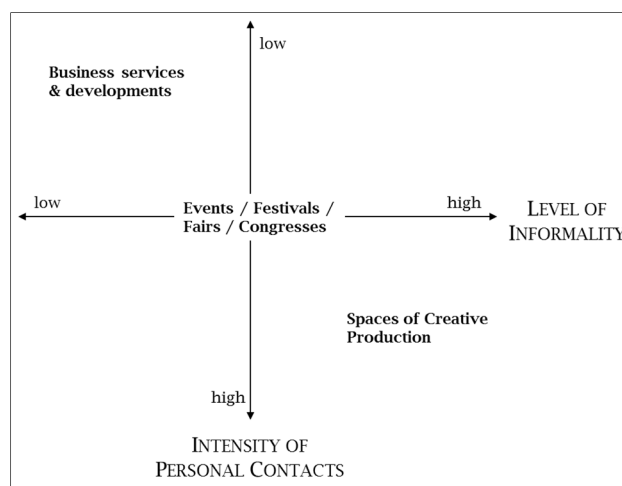 low
Business services
& developments
low
Events / Festivals /
Fairs / Congresses
high
LEVEL OF
INFORMALITY
Spaces of Creative
Production
high
INTENSITY OF
PERSONAL CONTACTS